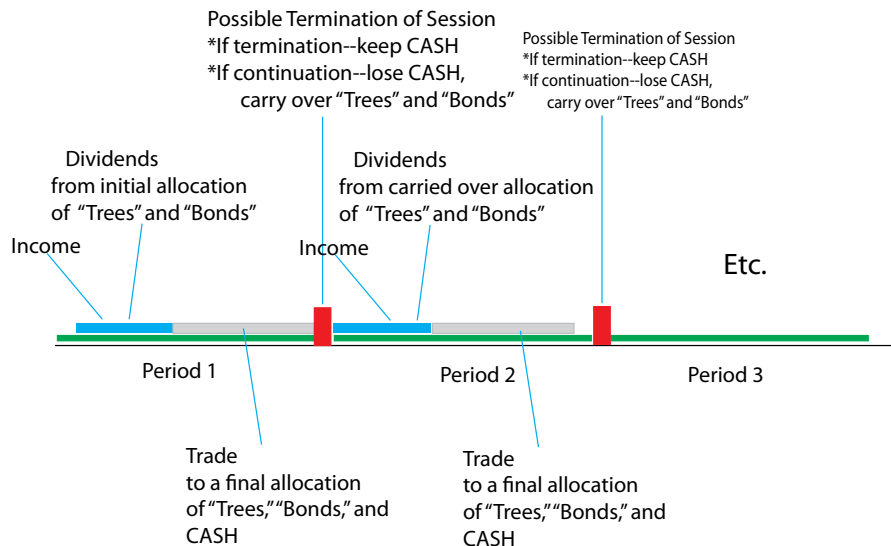 Possible Termination of Session
*If termination--keep CASH
*If continuation--lose CASH,
carry over “Trees” and “Bonds”
Possible Termination of Session
*If termination--keep CASH
*If continuation--lose CASH,
carry over “Trees” and “Bonds”
Dividends
from initial allocation
of “Trees” and “Bonds”
Income
Dividends
from carried over allocation
of “Trees” and “Bonds”
Income
Etc.
Period 1
Period 2
Period 3
Trade
to a final allocation
of “Trees,” “Bonds,” and
CASH
Trade
to a final allocation
of “Trees,” “Bonds,” and
CASH